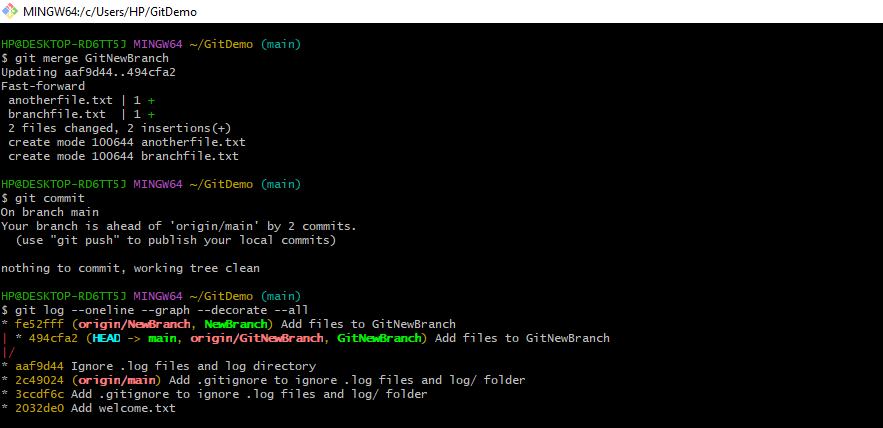 MINGW64:/c/Users/HP/GitDemo
HP@DESKTOP-RD6TT5J MINGW64 ~/GitDemo (main)
$ git merge GitNewBranch
Updating aaf9d44..494cfa2
Fast-forward
 anotherfile.txt | 1 +
 branchfile.txt  | 1 +
 2 files changed, 2 insertions(+)
 create mode 100644 anotherfile.txt
 create mode 100644 branchfile.txt
HP@DESKTOP-RD6TT5J MINGW64 ~/GitDemo (main)
$ git commit
On branch main
Your branch is ahead of 'origin/main' by 2 commits.
  (use "git push" to publish your local commits)
nothing to commit, working tree clean
HP@DESKTOP-RD6TT5J MINGW64 ~/GitDemo (main)
$ git log --oneline --graph --decorate --all
* fe52fff (origin/NewBranch, NewBranch) Add files to GitNewBranch
| * 494cfa2 (HEAD -> main, origin/GitNewBranch, GitNewBranch) Add files to GitNewBranch
|/
* aaf9d44 Ignore .log files and log directory
* 2c49024 (origin/main) Add .gitignore to ignore .log files and log/ folder
* 3ccdf6c Add .gitignore to ignore .log files and log/ folder
* 2032de0 Add welcome.txt